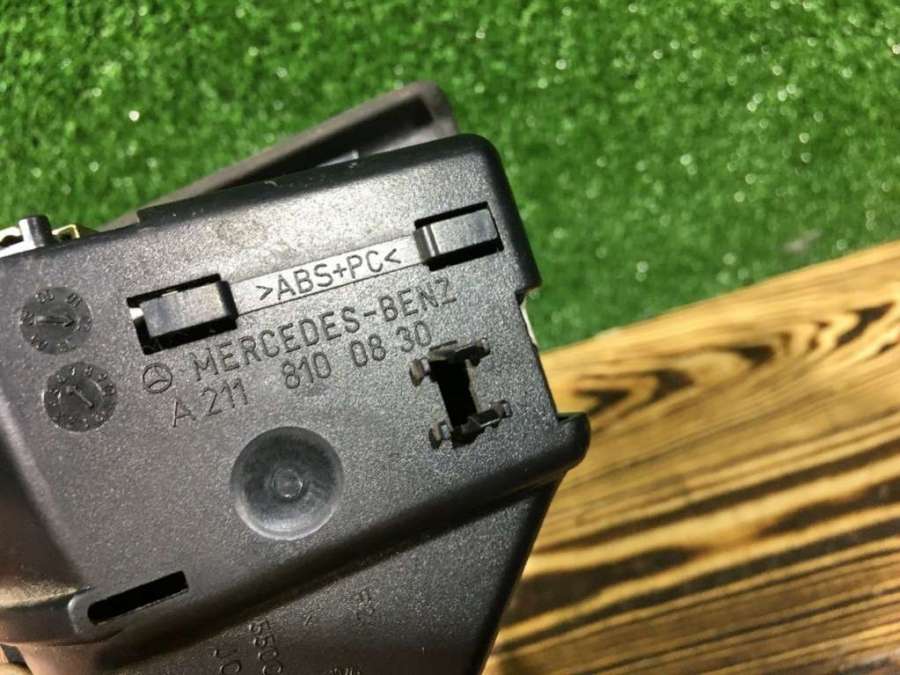 >ABS+PC<
MERCEDES-BENZ
A 211 810 08 30